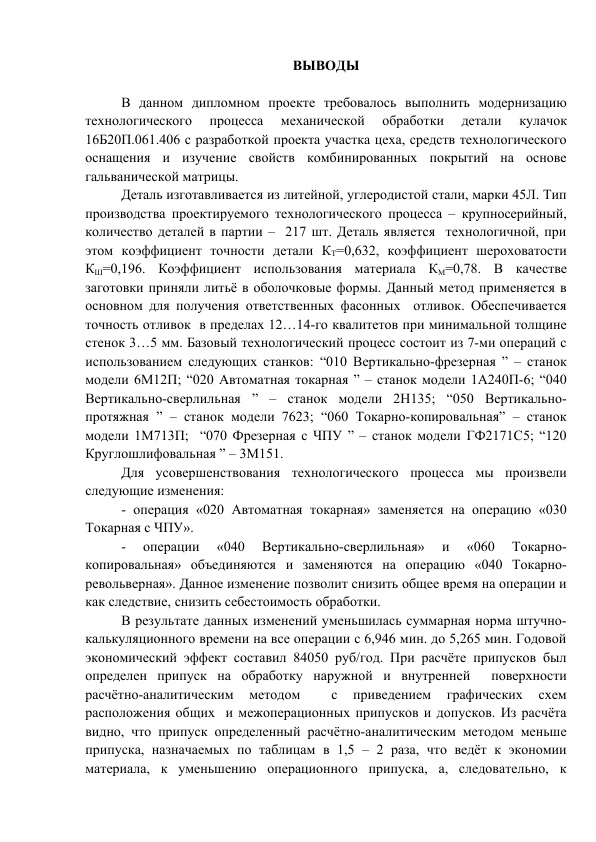 ВЫВОДЫ
В данном дипломном проекте требовалось выполнить модернизацию
технологического процесса механической обработки детали кулачок
16Б20П.061.406 с разработкой проекта участка цеха, средств технологического
оснащения и изучение свойств комбинированных покрытий на основе
гальванической матрицы.
Деталь изготавливается из литейной, углеродистой стали, марки 45Л. Тип
производства проектируемого технологического процесса – крупносерийный,
количество деталей в партии – 217 шт. Деталь является технологичной, при
этом коэффициент точности детали КТ=0,632, коэффициент шероховатости
КШ=0,196. Коэффициент использования материала КМ=0,78. В качестве
заготовки приняли литьё в оболочковые формы. Данный метод применяется в
основном для получения ответственных фасонных отливок. Обеспечивается
точность отливок в пределах 12…14-го квалитетов при минимальной толщине
стенок 3…5 мм. Базовый технологический процесс состоит из 7-ми операций с
использованием следующих станков: “010 Вертикально-фрезерная ” – станок
модели 6М12П; “020 Автоматная токарная ” – станок модели 1А240П-6; “040
Вертикально-сверлильная ” – станок модели 2Н135; “050 Вертикально-
протяжная ” – станок модели 7623; “060 Токарно-копировальная” – станок
модели 1М713П; “070 Фрезерная с ЧПУ ” – станок модели ГФ2171С5; “120
Круглошлифовальная ” – 3М151.
Для усовершенствования технологического процесса мы произвели
следующие изменения:
- операция «020 Автоматная токарная» заменяется на операцию «030
Токарная с ЧПУ».
- операции «040 Вертикально-сверлильная» и «060 Токарно-
копировальная» объединяются и заменяются на операцию «040 Токарно-
револьверная». Данное изменение позволит снизить общее время на операции и
как следствие, снизить себестоимость обработки.
В результате данных изменений уменьшилась суммарная норма штучно-
калькуляционного времени на все операции с 6,946 мин. до 5,265 мин. Годовой
экономический эффект составил 84050 руб/год. При расчёте припусков был
определен припуск на обработку наружной и внутренней поверхности
расчётно-аналитическим методом с приведением графических схем
расположения общих и межоперационных припусков и допусков. Из расчёта
видно, что припуск определенный расчётно-аналитическим методом меньше
припуска, назначаемых по таблицам в 1,5 – 2 раза, что ведёт к экономии
материала, к уменьшению операционного припуска, а, следовательно, к